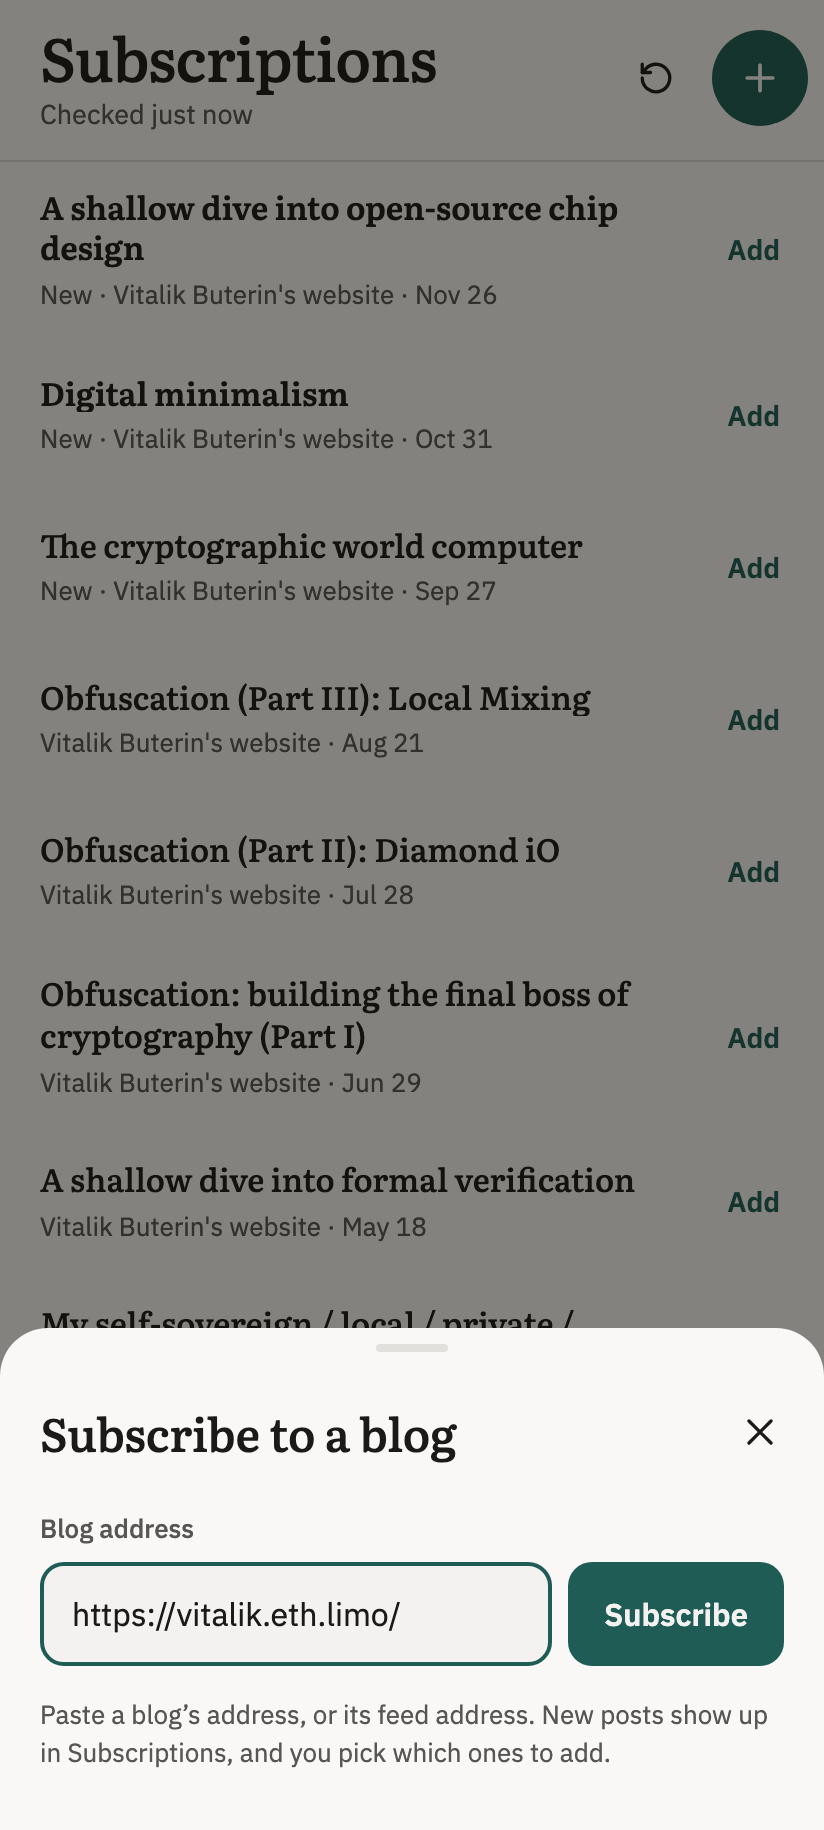 Subscriptions
Checked just now
A shallow dive into open-source chip
design
Add
New · Vitalik Buterin's website · Nov 26
Digital minimalism
Add
New · Vitalik Buterin's website · Oct 31
The cryptographic world computer
Add
New · Vitalik Buterin's website · Sep 27
Obfuscation (Part III): Local Mixing
Add
Vitalik Buterin's website · Aug 21
Obfuscation (Part II): Diamond iO
Add
Vitalik Buterin's website · Jul 28
Obfuscation: building the final boss of
cryptography (Part I)
Add
Vitalik Buterin's website · Jun 29
A shallow dive into formal verification
Add
Vitalik Buterin's website · May 18
My self-sovereign / local / private /
Subscribe to a blog
Blog address
https://vitalik.eth.limo/
Subscribe
Paste a blog’s address, or its feed address. New posts show up
in Subscriptions, and you pick which ones to add.